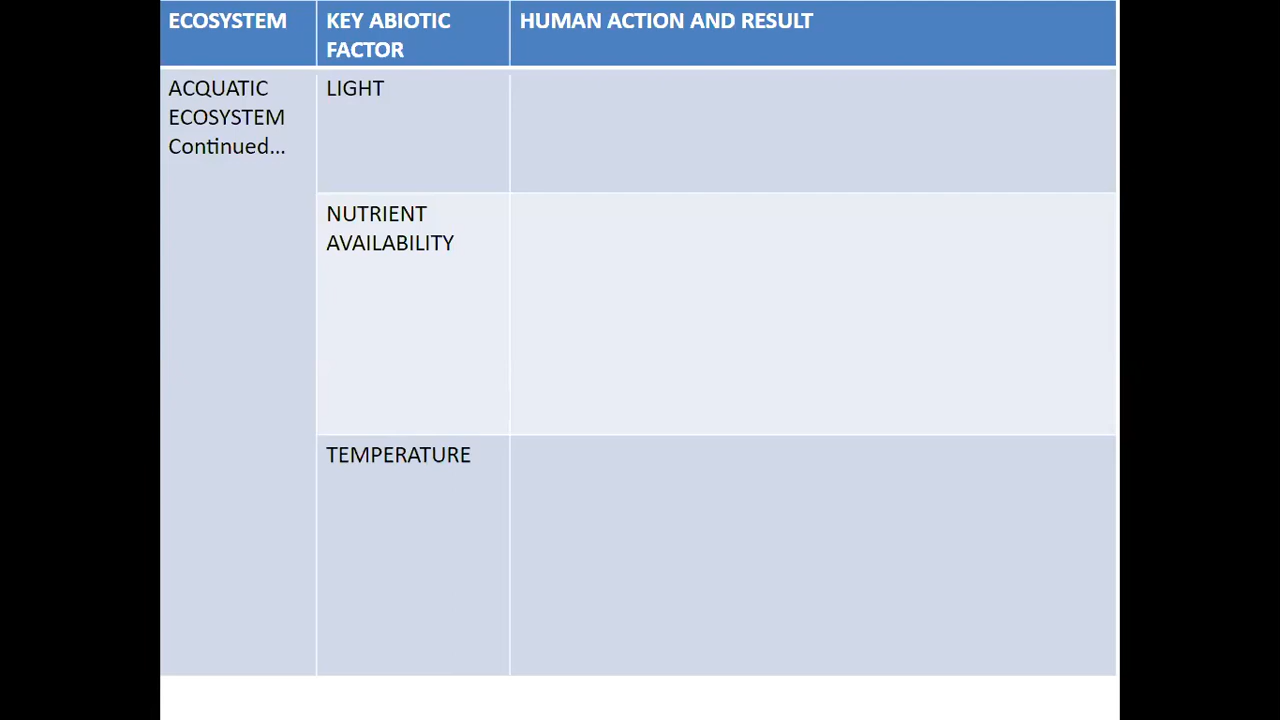 ECOSYSTEM
KEY ABIOTIC
FACTOR
HUMAN ACTION AND RESULT
ACQUATIC
ECOSYSTEM
Continued...
LIGHT
NUTRIENT
AVAILABILITY
TEMPERATURE